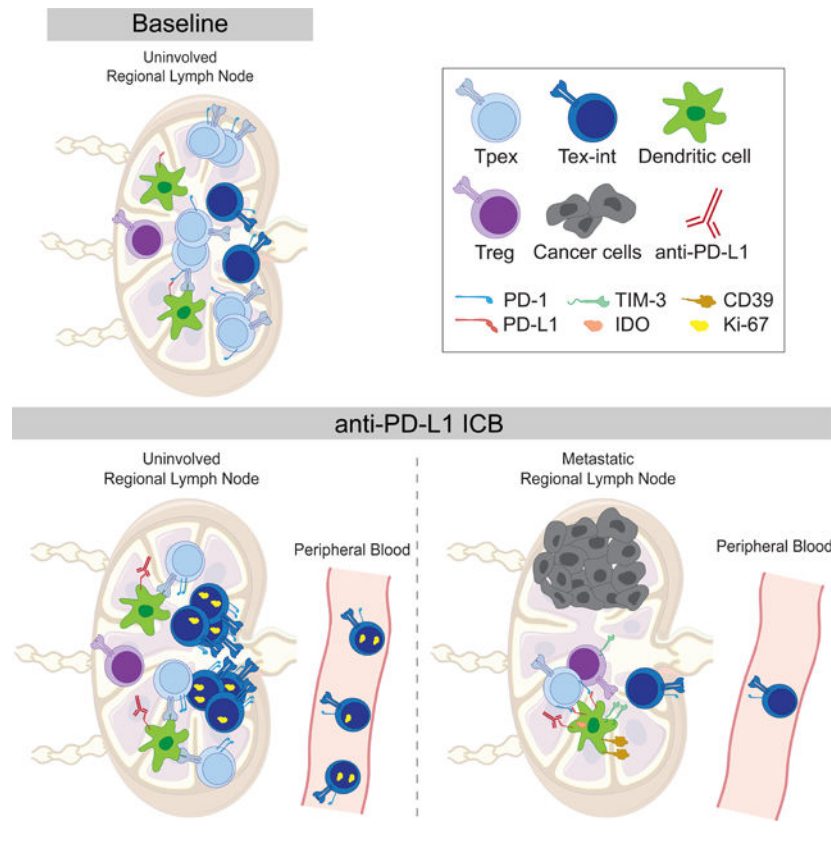 Baseline
Uninvolved
Regional Lymph Node
Tpex Tex-int Dendritic cell
Treg Cancer cells anti-PD-L1
PD-1 TIM-3 CD39
PD-L1 IDO Ki-67
anti-PD-L1 ICB
Uninvolved
Regional Lymph Node
Peripheral Blood
Metastatic
Regional Lymph Node
Peripheral Blood